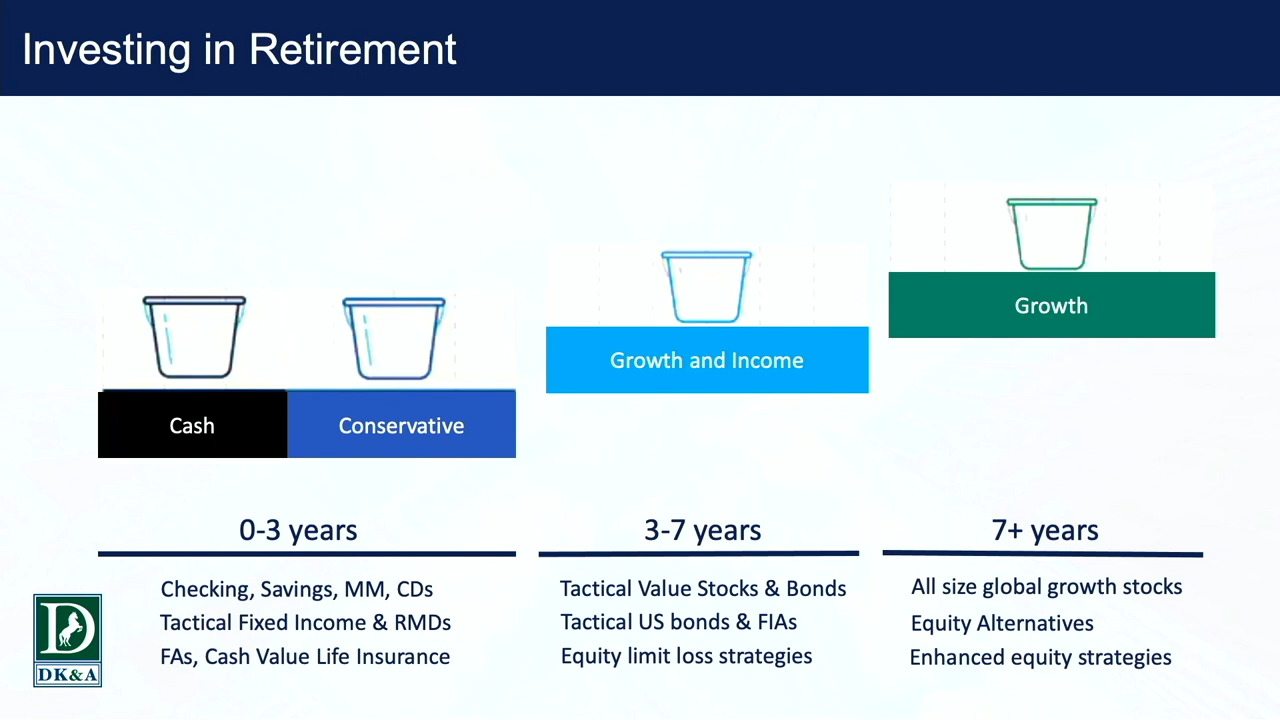 Investing in Retirement
Growth
Growth and Income
Cash
Conservative
0-3 years
Checking, Savings, MM, CDs
Tactical Fixed Income & RMDs
FAs, Cash Value Life Insurance
3-7 years
Tactical Value Stocks & Bonds
Tactical US bonds & FIAs
Equity limit loss strategies
7+ years
All size global growth stocks
Equity Alternatives
Enhanced equity strategies
D
DK&A